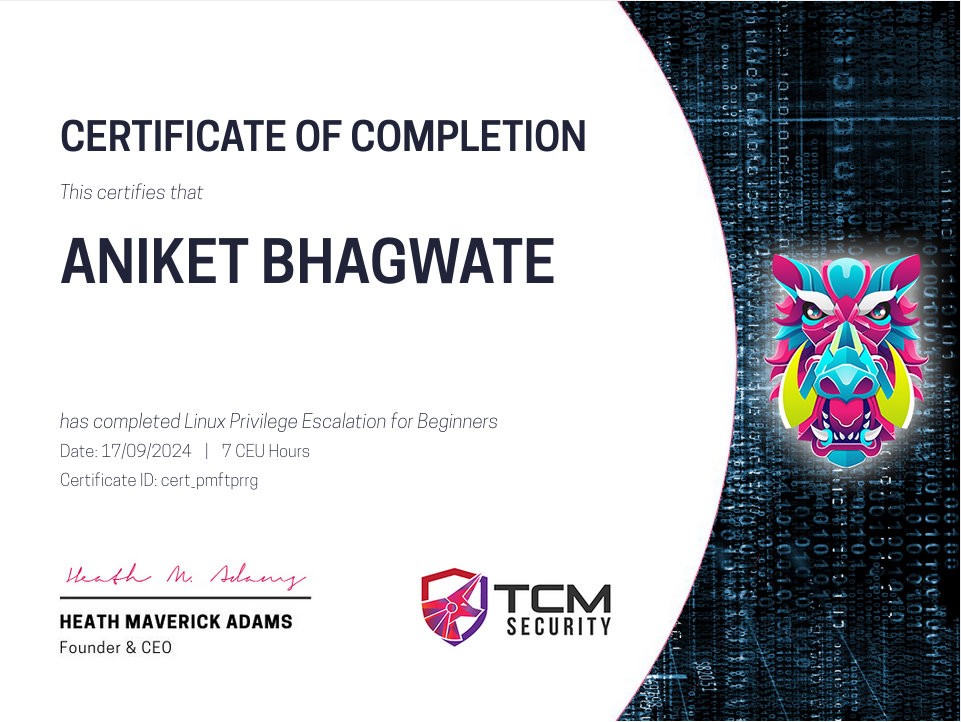 CERTIFICATE OF COMPLETION
This certifies that
ANIKET BHAGWATE
has completed Linux Privilege Escalation for Beginners
Date: 17/09/2024 | 7 CEU Hours
Certificate ID: cert_pmftprrg
Heath M. Adams
HEATH MAVERICK ADAMS
Founder & CEO
TCM
SECURITY